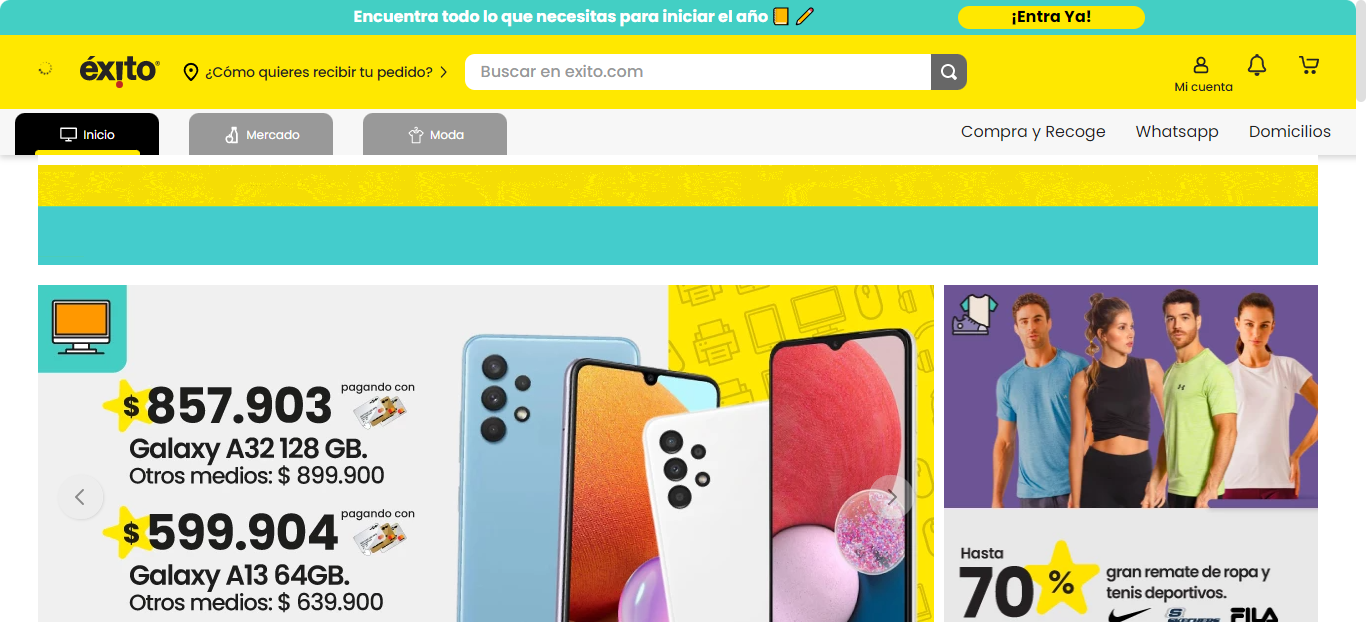 Encuentra todo lo que necesitas para iniciar el año
¡Entra Ya!
éxito
¿Cómo quieres recibir tu pedido?
Buscar en exito.com
Mi cuenta
Inicio
Mercado
Moda
Compra y Recoge
Whatsapp
Domicilios
$857.903
pagando con
Galaxy A32 128 GB.
Otros medios: $ 899.900
$599.904
pagando con
Galaxy A13 64GB.
Otros medios: $ 639.900
Hasta
70%
gran remate de ropa y
tenis deportivos.
SKECHERS
FILA